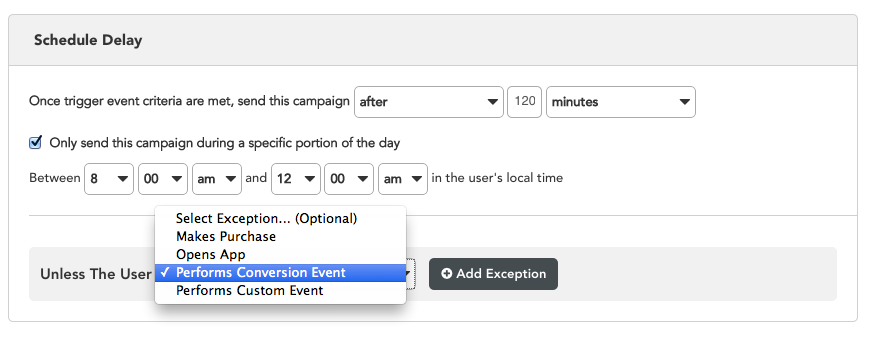 Schedule Delay
Once trigger event criteria are met, send this campaign after 120 minutes
Only send this campaign during a specific portion of the day
Between 8 00 am and 12 00 am in the user's local time
Select Exception... (Optional)
Makes Purchase
Opens App
Unless The User ✓ Performs Conversion Event Add Exception
Performs Custom Event